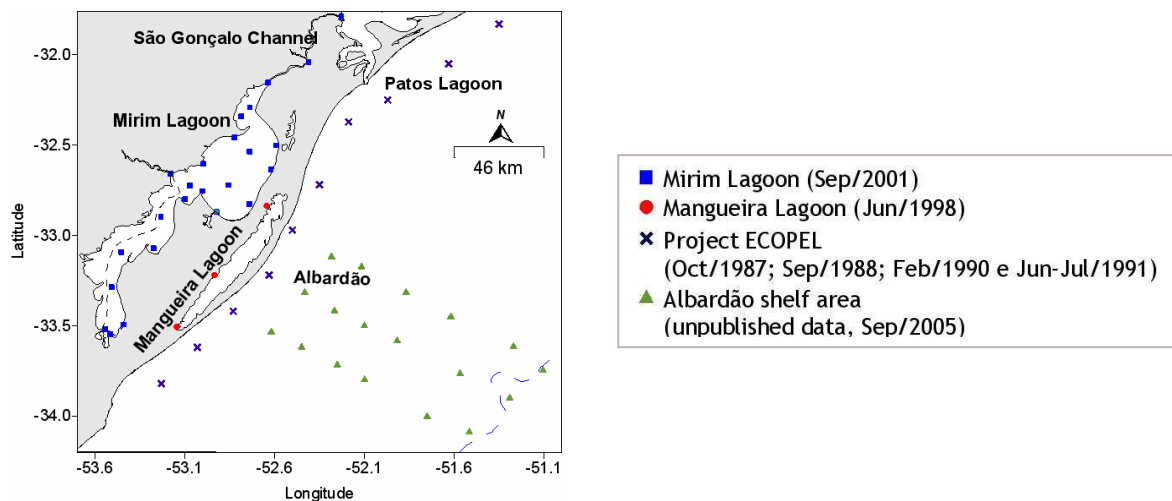 -32.0
-32.5
-33.0
-33.5
-34.0
Latitude
São Gonçalo Channel
Patos Lagoon
Mirim Lagoon
N
46 km
Mangueira Lagoon
Albardão
-53.6 -53.1 -52.6 -52.1 -51.6 -51.1
Longitude
Mirim Lagoon (Sep/2001)
Mangueira Lagoon (Jun/1998)
Project ECOPEL
(Oct/1987; Sep/1988; Feb/1990 e Jun-Jul/1991)
Albardão shelf area
(unpublished data, Sep/2005)